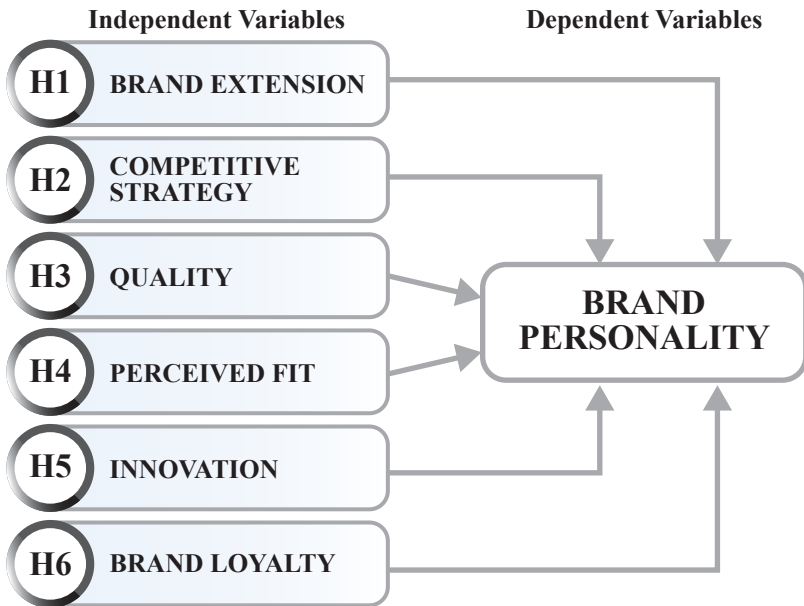 Independent Variables
Dependent Variables
H1
BRAND EXTENSION
H2
COMPETITIVE
STRATEGY
H3
QUALITY
H4
PERCEIVED FIT
H5
INNOVATION
H6
BRAND LOYALTY
BRAND
PERSONALITY